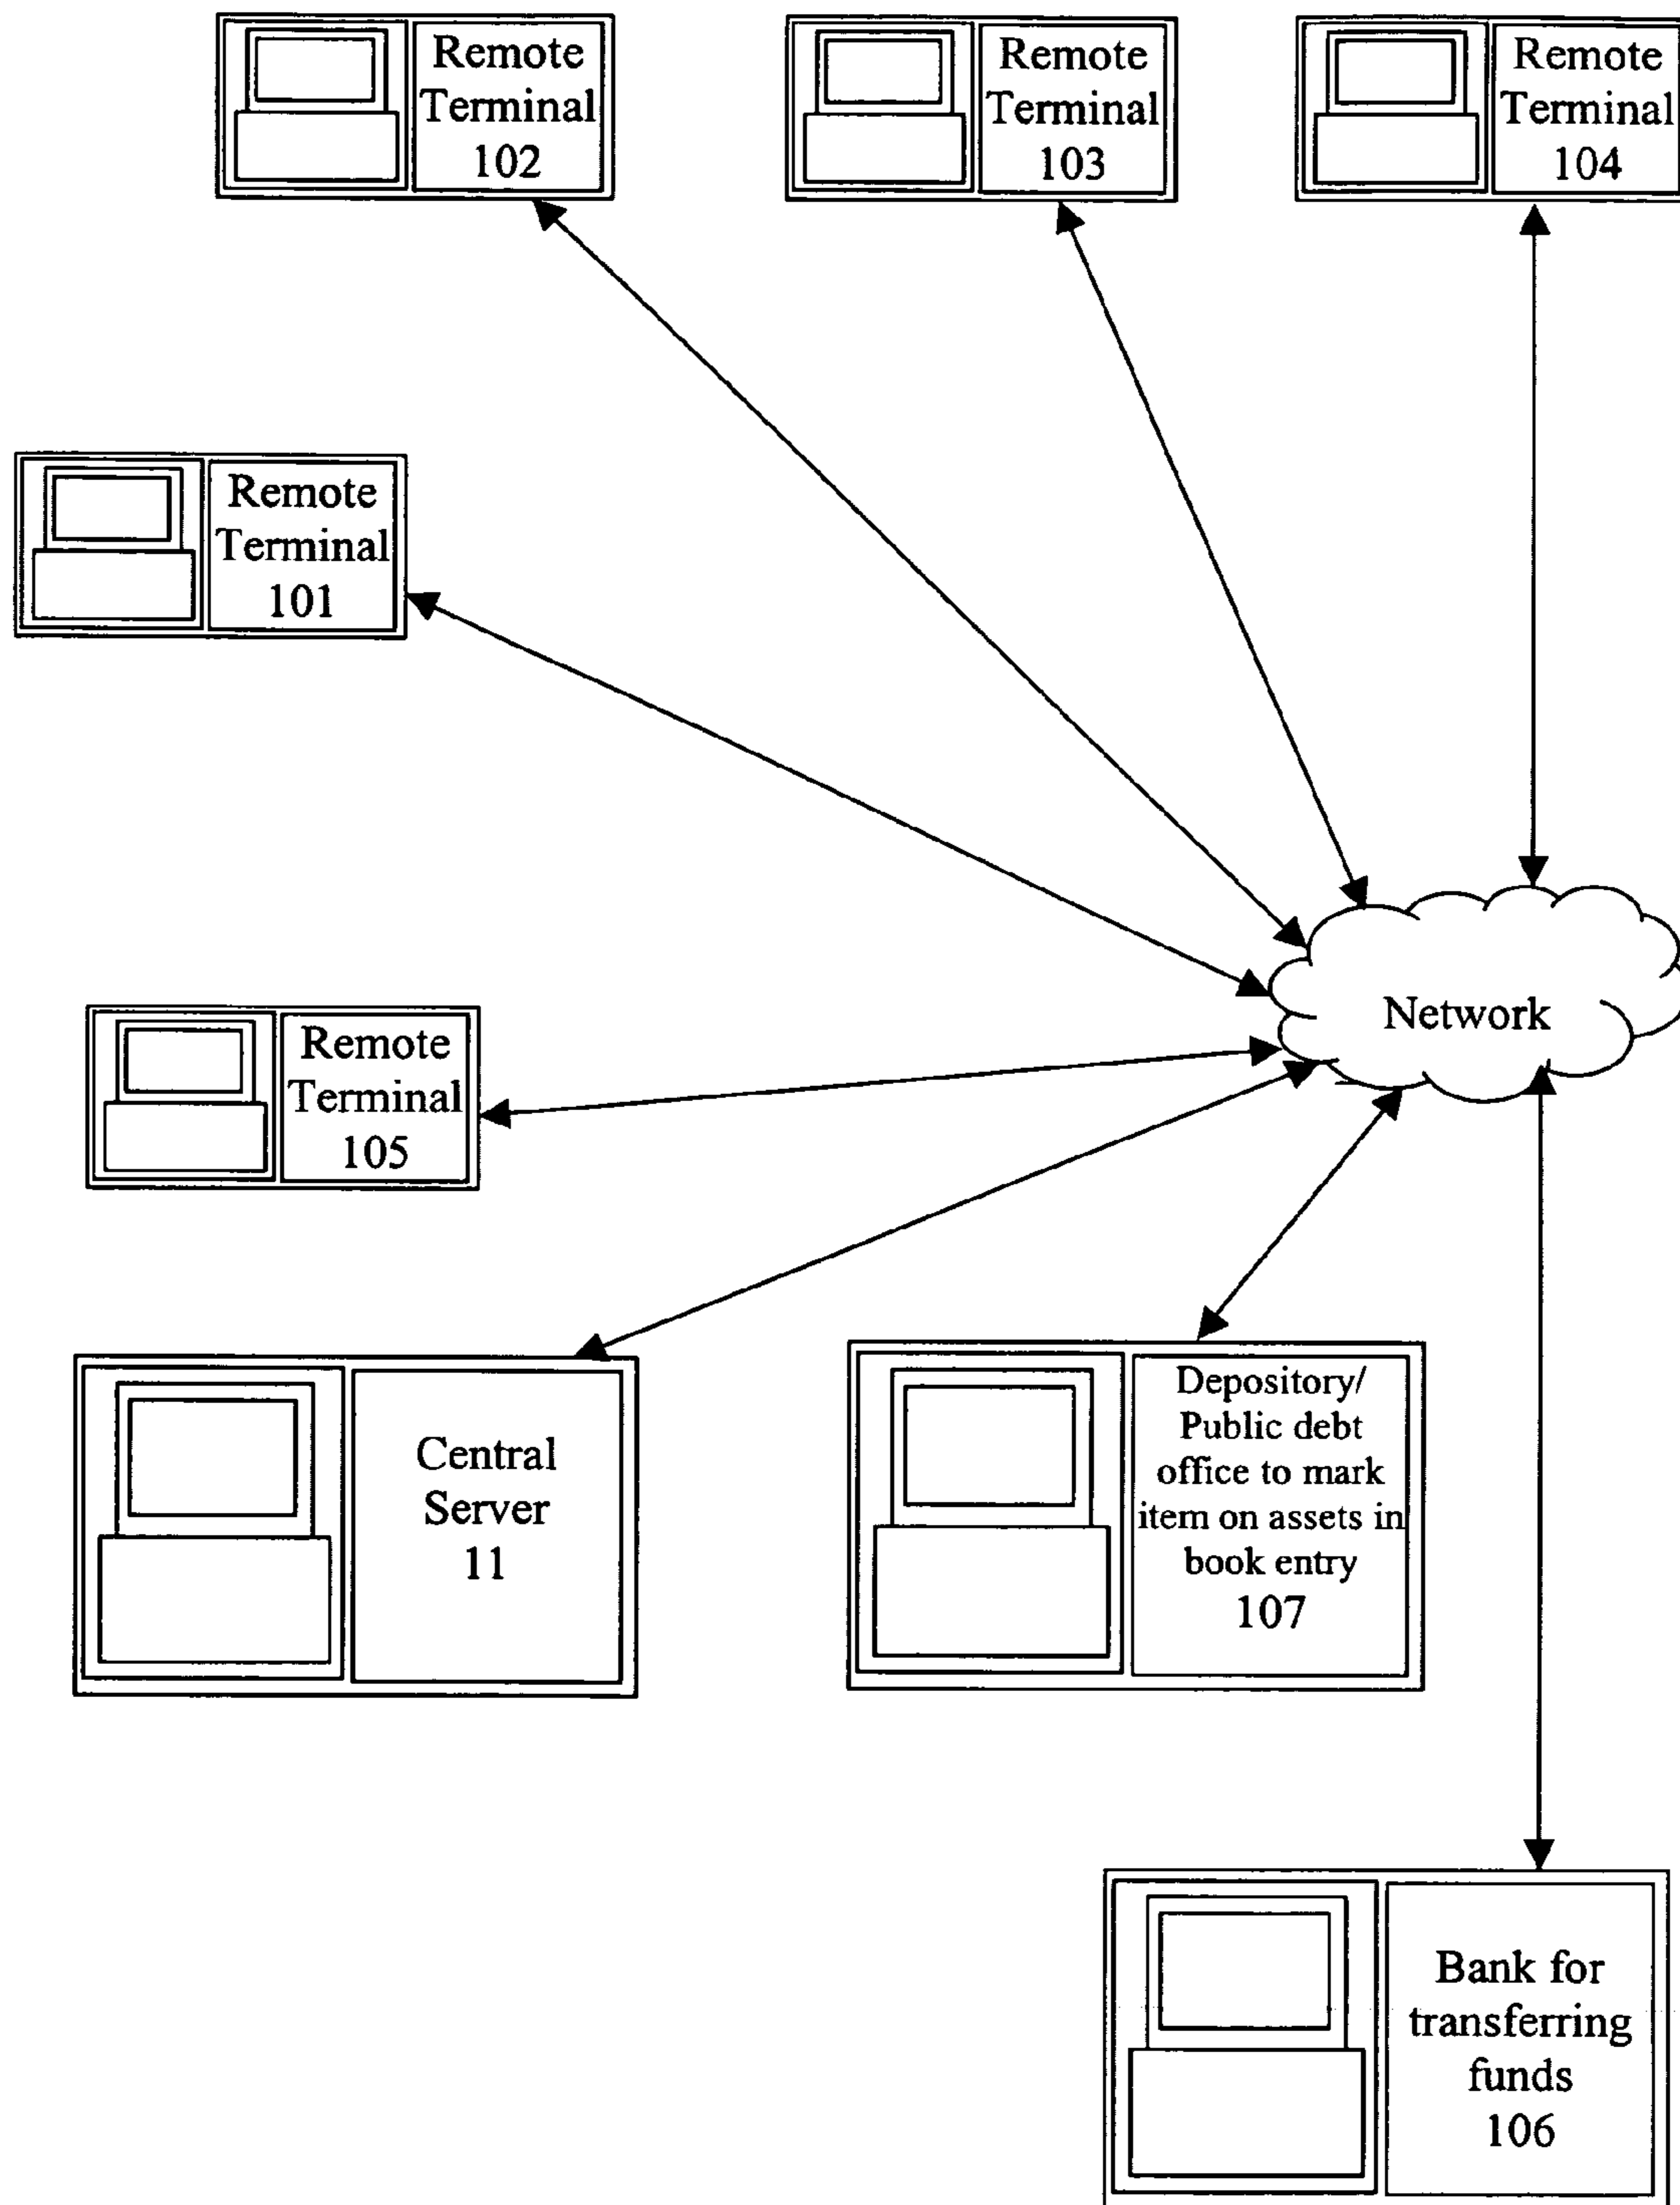 Remote
Terminal
102
Remote
Terminal
103
Remote
Terminal
104
Remote
Terminal
101
Network
Remote
Terminal
105
Central
Server
11
Depository/
Public debt
office to mark
item on assets in
book entry
107
Bank for
transferring
funds
106